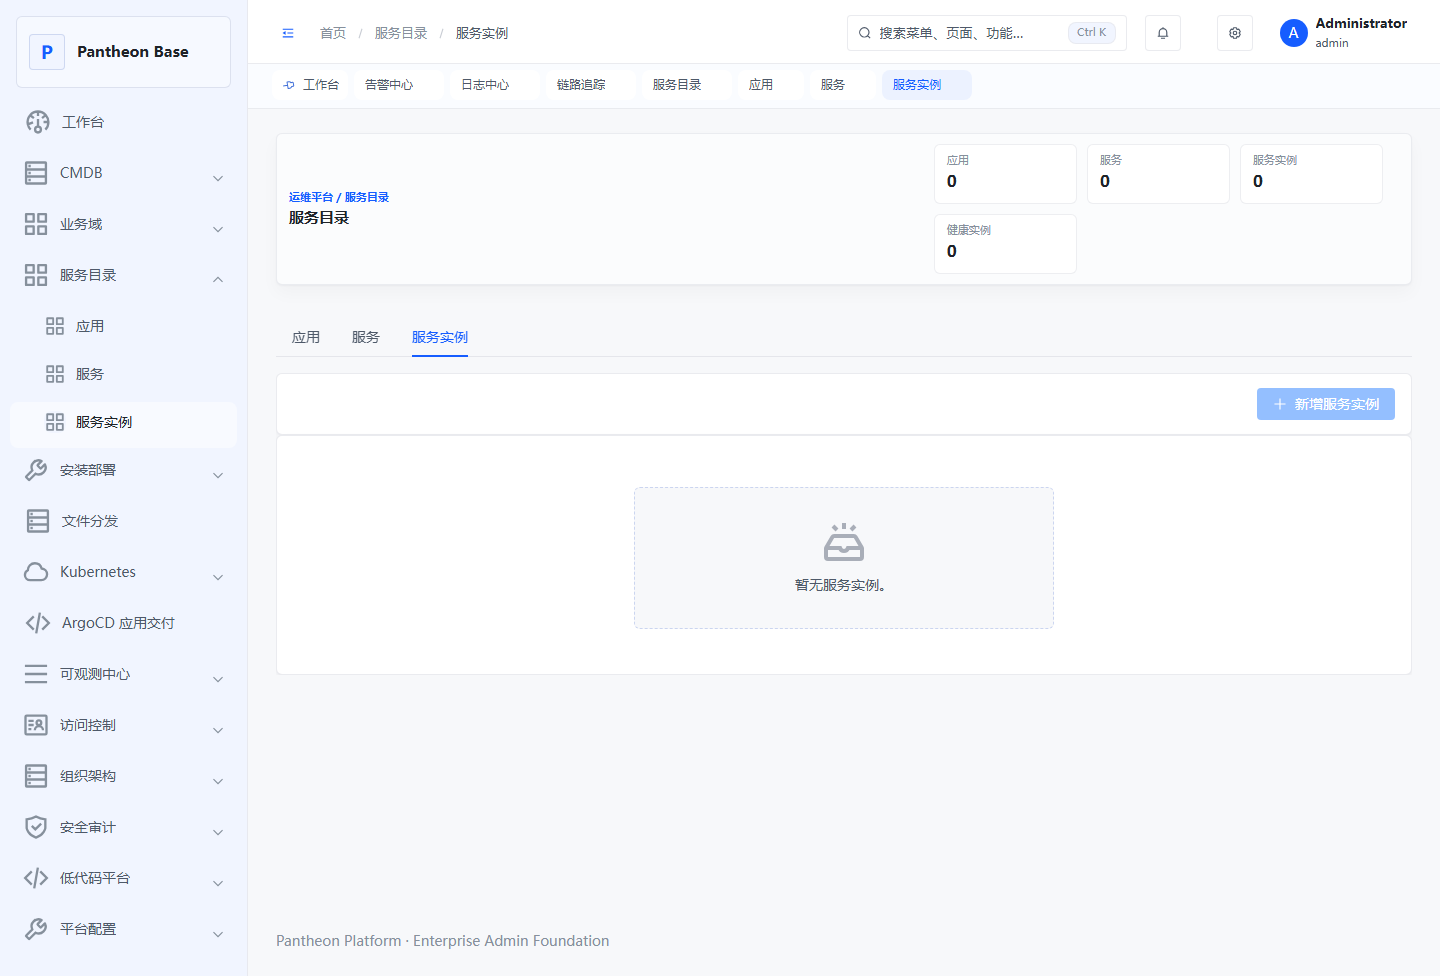 P Pantheon Base
工作台
CMDB
业务域
服务目录
应用
服务
服务实例
安装部署
文件分发
Kubernetes
ArgoCD 应用交付
可观测中心
访问控制
组织架构
安全审计
低代码平台
平台配置
首页 / 服务目录 / 服务实例
搜索菜单、页面、功能... Ctrl K
A Administrator
admin
工作台 告警中心 日志中心 链路追踪 服务目录 应用 服务 服务实例
运维平台 / 服务目录
服务目录
应用
0
服务
0
服务实例
0
健康实例
0
应用 服务 服务实例
新增服务实例
暂无服务实例。
Pantheon Platform · Enterprise Admin Foundation